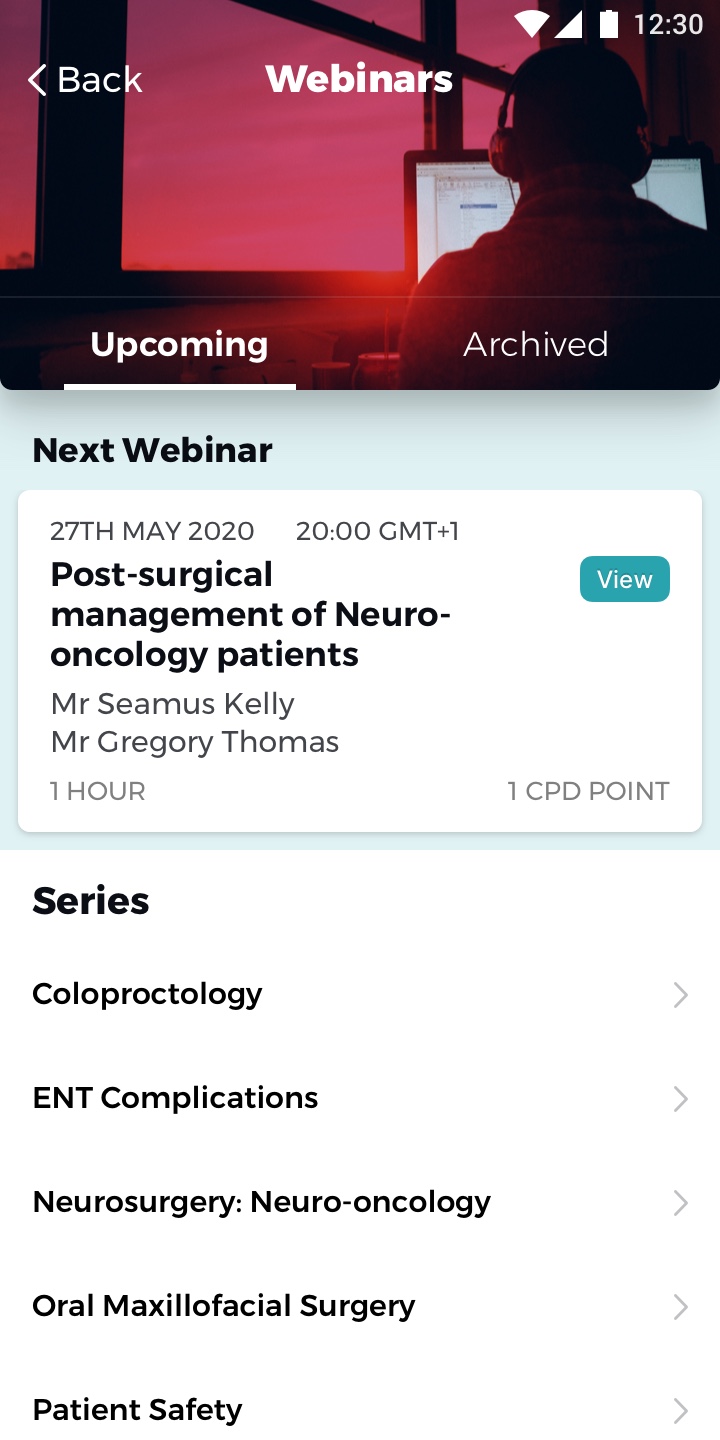 12:30
Back
Webinars
Upcoming
Archived
Next Webinar
27TH MAY 2020 20:00 GMT+1
Post-surgical
management of Neuro-
oncology patients
View
Mr Seamus Kelly
Mr Gregory Thomas
1 HOUR
1 CPD POINT
Series
Coloproctology
ENT Complications
Neurosurgery: Neuro-oncology
Oral Maxillofacial Surgery
Patient Safety